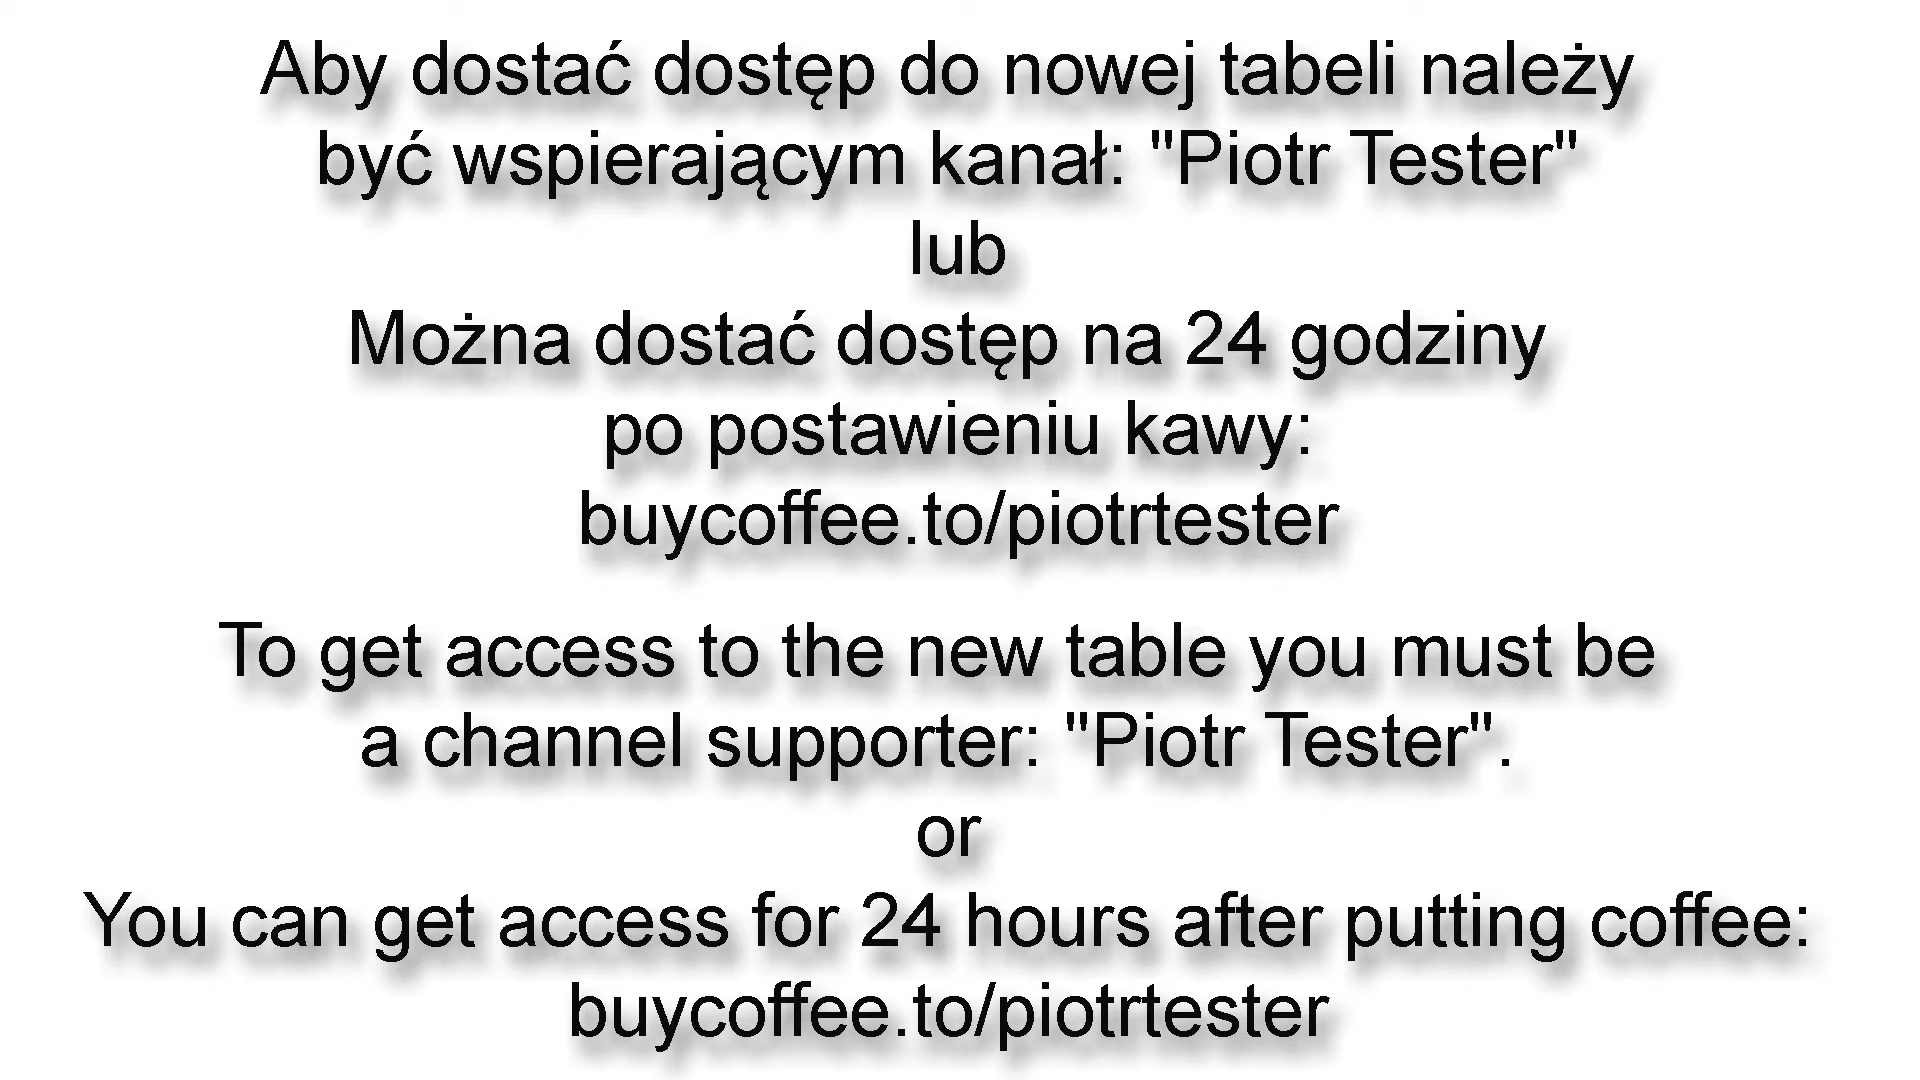 Aby dostać dostęp do nowej tabeli należy
być wspierającym kanał: "Piotr Tester"
lub
Można dostać dostęp na 24 godziny
po postawieniu kawy:
buycoffee.to/piotrtester
To get access to the new table you must be
a channel supporter: "Piotr Tester".
or
You can get access for 24 hours after putting coffee:
buycoffee.to/piotrtester